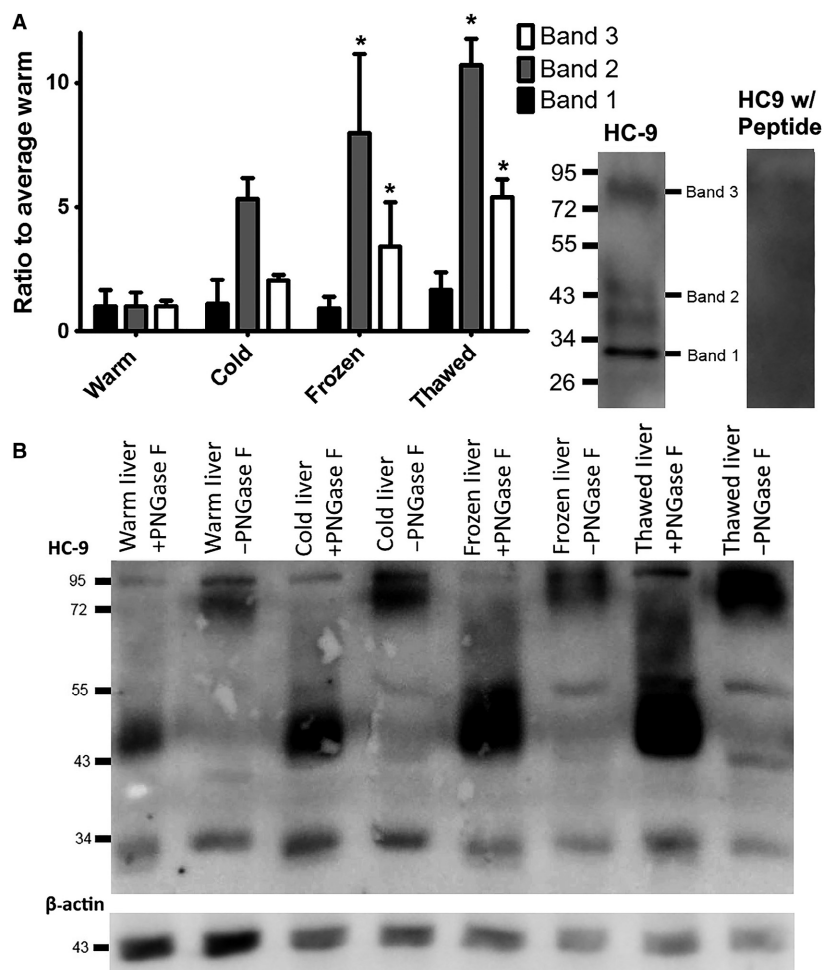 A
Ratio to average warm
10
5
0
* * * *
Warm
Cold
Frozen
Thawed
Band 3
Band 2
Band 1
HC-9
HC9 w/
Peptide
95
72
55
43
34
26
Band 3
Band 2
Band 1
B
HC-9
Warm liver
+PNGase F
Warm liver
–PNGase F
Cold liver
+PNGase F
Cold liver
–PNGase F
Frozen liver
+PNGase F
Frozen liver
–PNGase F
Thawed liver
+PNGase F
Thawed liver
–PNGase F
95
72
55
43
34
β-actin
43